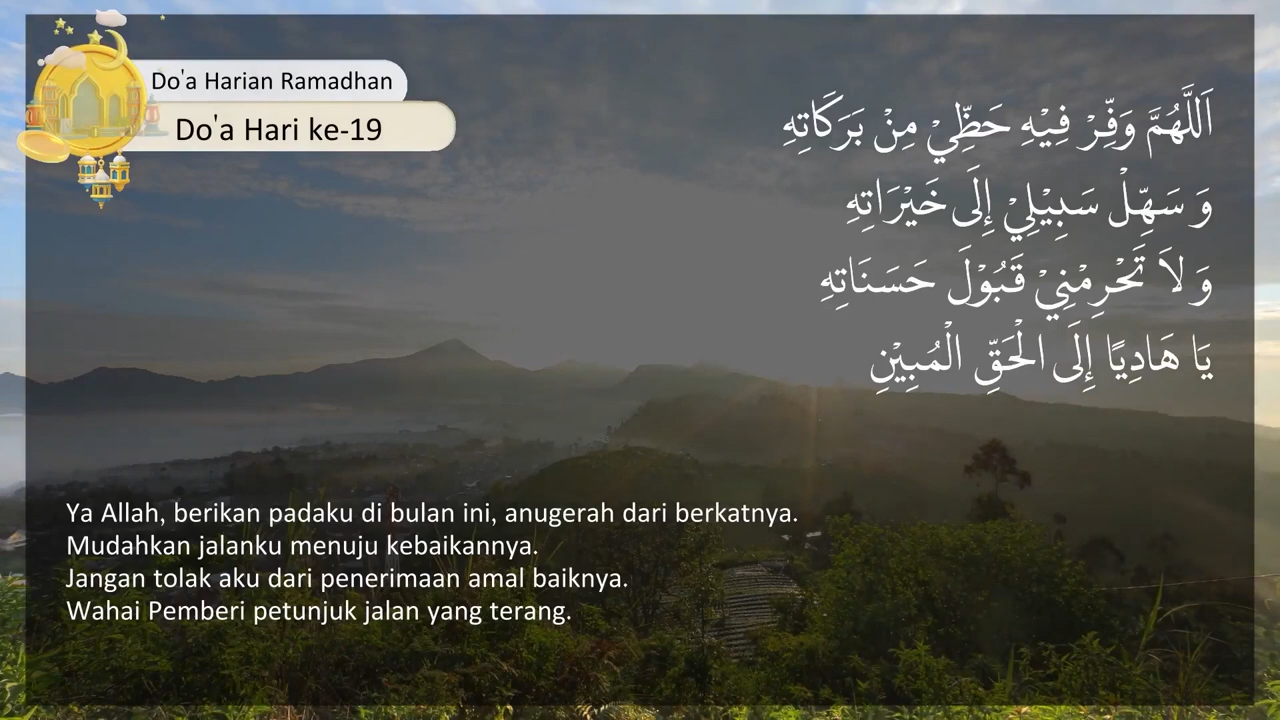 Do'a Harian Ramadhan
Do'a Hari ke-19
اَللَّهُمَّ وَفِّرْ فِيْهِ حَظِّيْ مِنْ بَرَكَاتِهِ
وَ سَهِّلْ سَبِيْلِيْ إِلَى خَيْرَاتِهِ
وَ لاَ تَحْرِمْنِيْ قَبُوْلَ حَسَنَاتِهِ
يَا هَادِيًا إِلَى الْحَقِّ الْمُبِيْنِ
Ya Allah, berikan padaku di bulan ini, anugerah dari berkatnya.
Mudahkan jalanku menuju kebaikannya.
Jangan tolak aku dari penerimaan amal baiknya.
Wahai Pemberi petunjuk jalan yang terang.